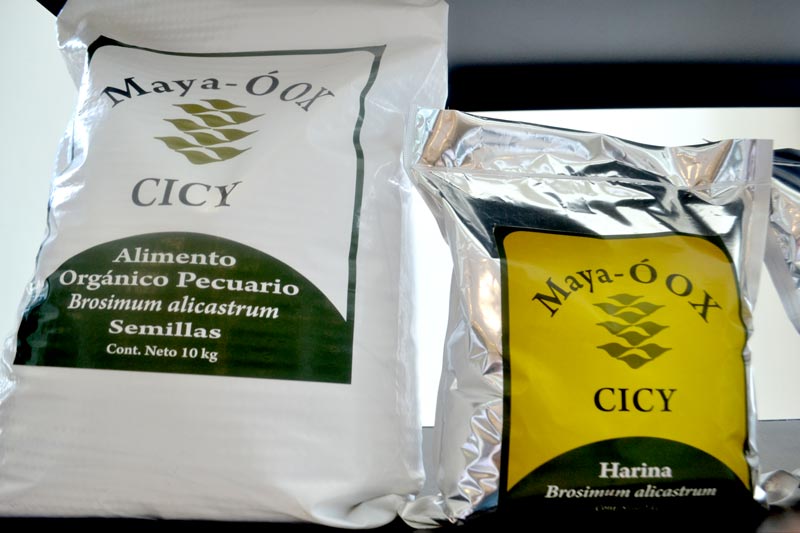 Maya-ÓOX
CICY
Alimento
Orgánico Pecuario
Brosimum alicastrum
Semillas
Cont. Neto 10 kg
Maya-ÓOX
CICY
Harina
Brosimum alicastrum